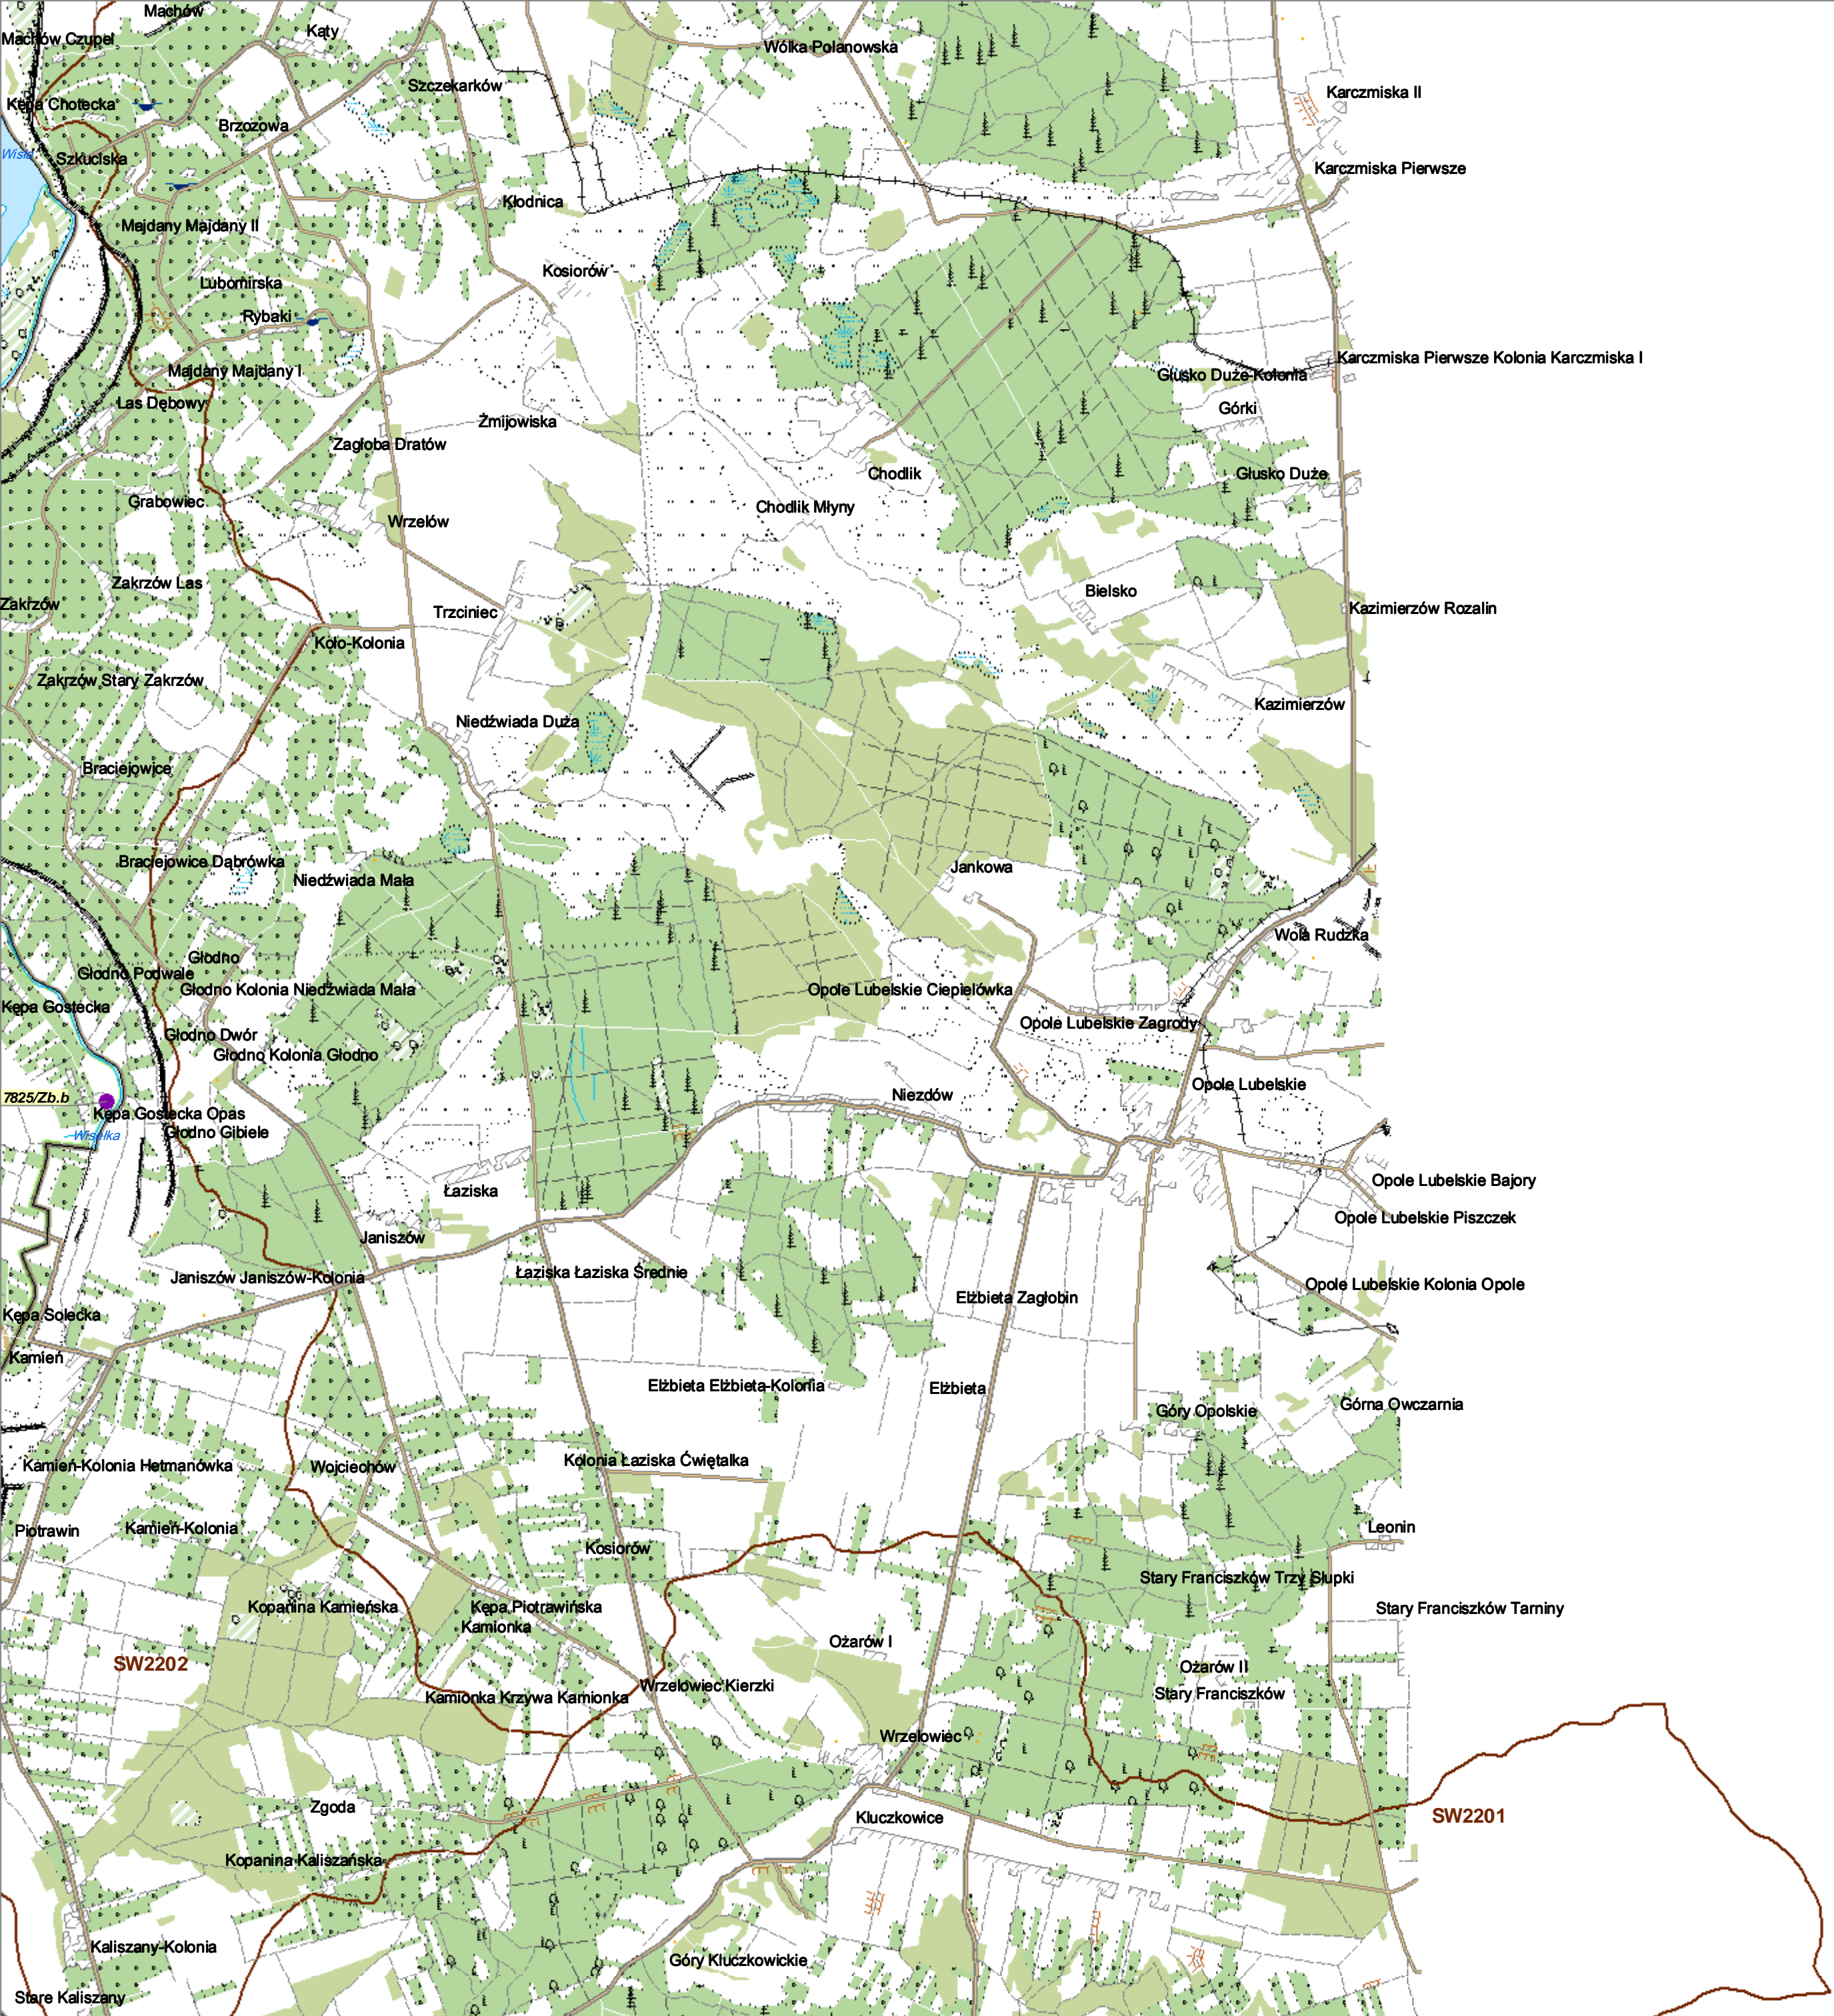 Machów
Kąty
Machów Czupel
Wólka Polanowska
Szczekarków
Karczmiska II
Kępa Chotecka
Brzozowa
Wisła
Szkuciska
Karczmiska Pierwsze
Kłodnica
Majdany Majdany II
Kosiorów
Lubomirska
Rybaki
Karczmiska Pierwsze Kolonia Karczmiska I
Majdany Majdany I
Głusko Duże-Kolonia
Las Dębowy
Górki
Żmijowiska
Zagłoba Dratów
Chodlik
Głusko Duże
Grabowiec
Chodlik Młyny
Wrzelów
Zakrzów Las
Bielsko
Zakrzów
Kazimierzów Rozalin
Trzciniec
Koło-Kolonia
Zakrzów Stary Zakrzów
Kazimierzów
Niedźwiada Duża
Braciejowice
Braciejowice Dąbrówka
Jankowa
Niedźwiada Mała
Wola Rudzka
Głodno
Głodno Podwale
Głodno Kolonia Niedźwiada Mała
Opole Lubelskie Ciepielówka
Kępa Gostecka
Opole Lubelskie Zagrody
Głodno Dwór
Głodno Kolonia Głodno
Opole Lubelskie
Niezdów
7825/Zb.b
Kępa Gostecka Opas
Głodno Gibiele
Wisełka
Opole Lubelskie Bajory
Łaziska
Opole Lubelskie Piszczek
Janiszów
Łaziska Łaziska Średnie
Janiszów Janiszów-Kolonia
Opole Lubelskie Kolonia Opole
Elżbieta Zagłobin
Kępa Solecka
Kamień
Elżbieta Elżbieta-Kolonia
Elżbieta
Górna Owczarnia
Góry Opolskie
Kolonia Łaziska Ćwiętalka
Kamień-Kolonia Hetmanówka
Wojciechów
Piotrawin
Kamień-Kolonia
Leonin
Kosiorów
Stary Franciszków Trzy Słupki
Kopanina Kamieńska
Kępa Piotrawińska
Stary Franciszków Tarniny
Kamionka
Ożarów I
SW2202
Ożarów II
Wrzelowiec Kierzki
Stary Franciszków
Kamionka Krzywa Kamionka
Wrzelowiec
Zgoda
Kluczkowice
SW2201
Kopanina Kaliszańska
Kaliszany-Kolonia
Góry Kluczkowickie
Stare Kaliszany